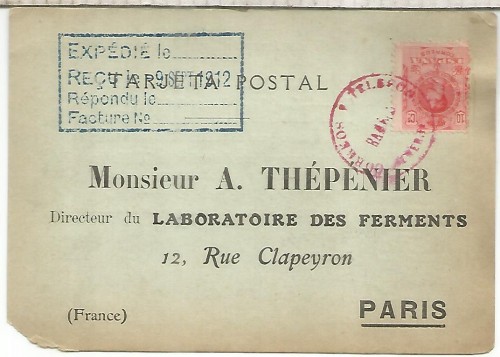 EXPÉDIÉ le
REÇU le 9 SEPT 1912
Répondu le
Facture No
TARJETA POSTAL
CORREOS
Monsieur A. THÉPENIER
Directeur du LABORATOIRE DES FERMENTS
12, Rue Clapeyron
PARIS
(France)